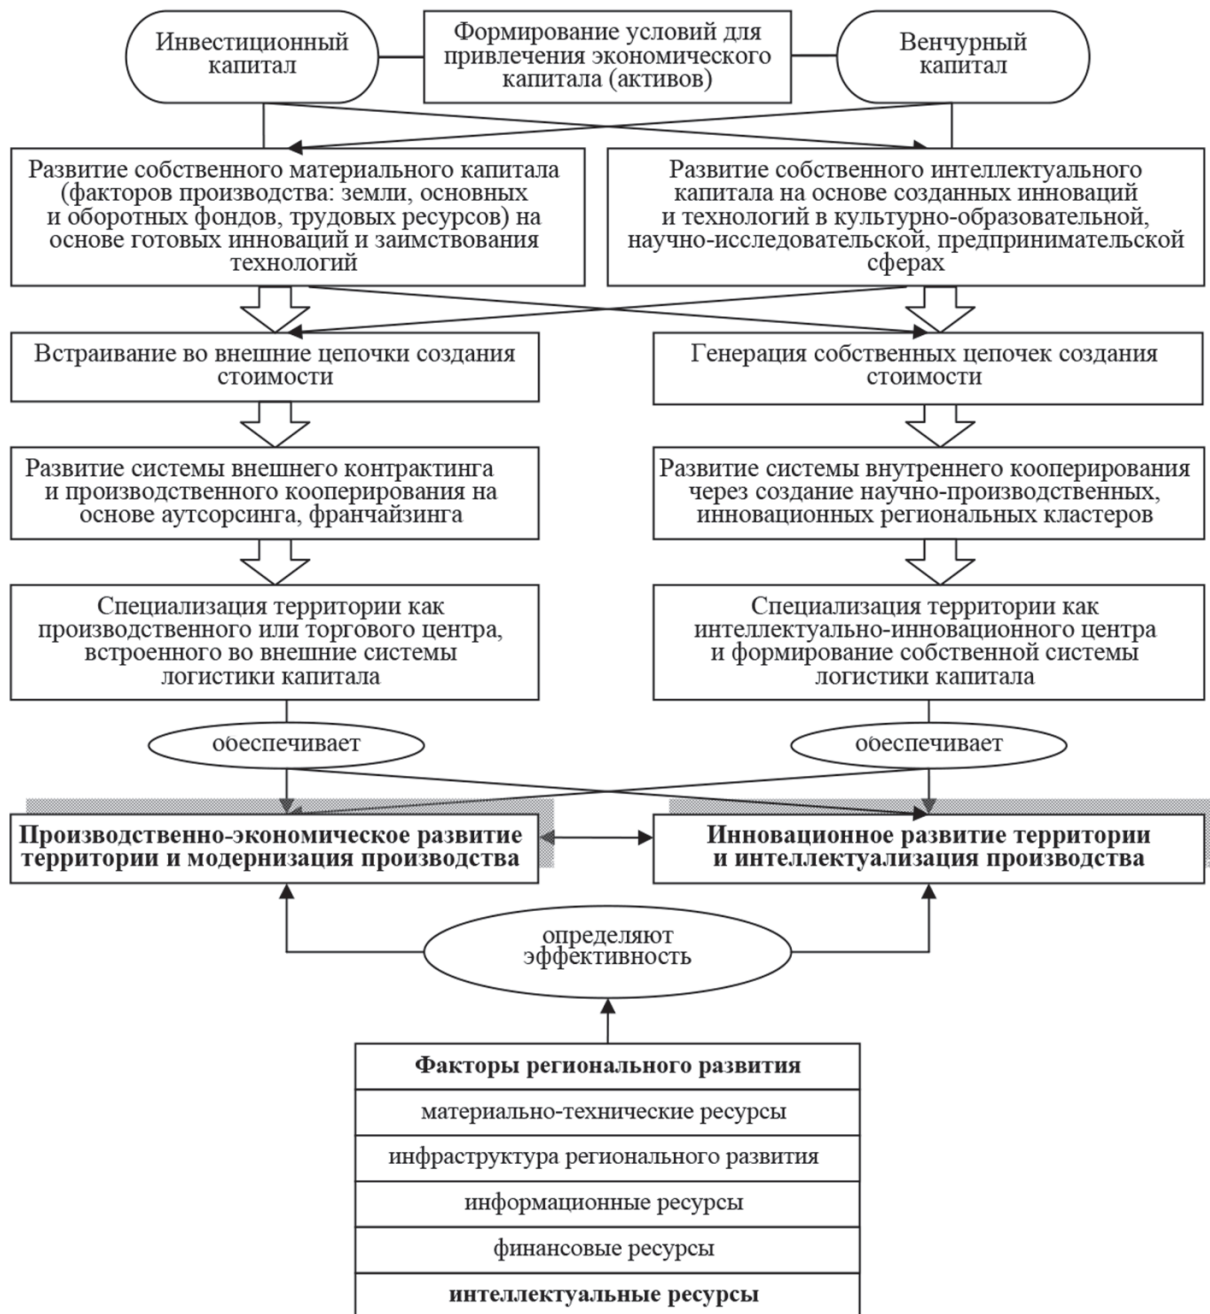 Инвестиционный
капитал
Формирование условий для
привлечения экономического
капитала (активов)
Венчурный
капитал
Развитие собственного материального капитала
(факторов производства: земли, основных
и оборотных фондов, трудовых ресурсов) на
основе готовых инноваций и заимствования
технологий
Развитие собственного интеллектуального
капитала на основе созданных инноваций
и технологий в культурно-образовательной,
научно-исследовательской, предпринимательской
сферах
Встраивание во внешние цепочки создания
стоимости
Генерация собственных цепочек создания
стоимости
Развитие системы внешнего контрактинга
и производственного кооперирования на
основе аутсорсинга, франчайзинга
Развитие системы внутреннего кооперирования
через создание научно-производственных,
инновационных региональных кластеров
Специализация территории как
производственного или торгового центра,
встроенного во внешние системы
логистики капитала
Специализация территории как
интеллектуально-инновационного центра
и формирование собственной системы
логистики капитала
обеспечивает
обеспечивает
Производственно-экономическое развитие
территории и модернизация производства
Инновационное развитие территории
и интеллектуализация производства
определяют
эффективность
Факторы регионального развития
материально-технические ресурсы
инфраструктура регионального развития
информационные ресурсы
финансовые ресурсы
интеллектуальные ресурсы